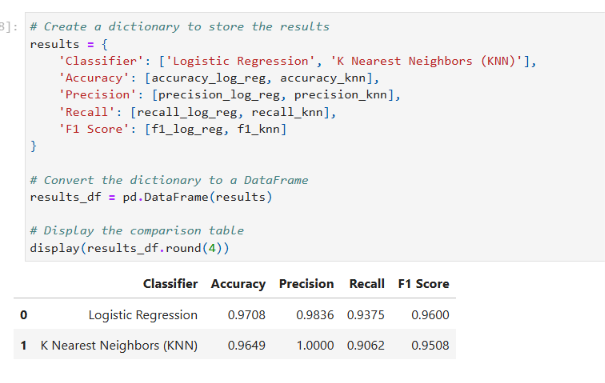 8]: # Create a dictionary to store the results
results = {
    'Classifier': ['Logistic Regression', 'K Nearest Neighbors (KNN)'],
    'Accuracy': [accuracy_log_reg, accuracy_knn],
    'Precision': [precision_log_reg, precision_knn],
    'Recall': [recall_log_reg, recall_knn],
    'F1 Score': [f1_log_reg, f1_knn]
}
# Convert the dictionary to a DataFrame
results_df = pd.DataFrame(results)
# Display the comparison table
display(results_df.round(4))
Classifier Accuracy Precision Recall F1 Score
0 Logistic Regression 0.9708 0.9836 0.9375 0.9600
1 K Nearest Neighbors (KNN) 0.9649 1.0000 0.9062 0.9508